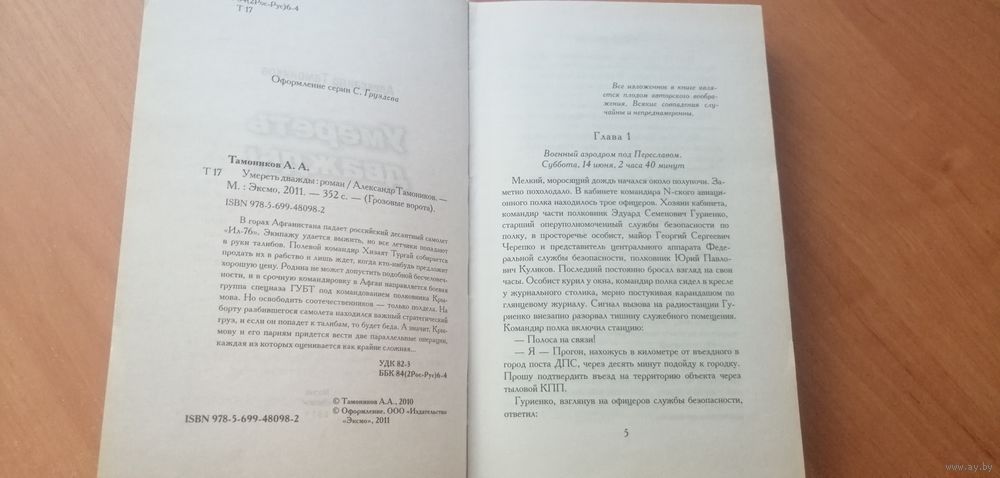 84(2Рос-Рус)6-4
Т 17
Оформление серии С. Груздева
Тамоников А. А.
Т 17
Умереть дважды : роман / Александр Тамоников. —
М. : Эксмо, 2011. — 352 с. — (Грозовые ворота).
ISBN 978-5-699-48098-2
В горах Афганистана падает российский десантный самолет
«Ил-76». Экипажу удается выжить, но все летчики попадают
в руки талибов. Полевой командир Хизаят Тургай собирается
продать их в рабство и лишь ждет, когда кто-нибудь предложит
хорошую цену. Родина не может допустить подобной бесчеловеч-
ности, и в срочную командировку в Афган направляется боевая
группа спецназа ГУБТ под командованием полковника Кры-
мова. Но освободить соотечественников — только полдела. На
борту разбившегося самолета находился важный стратегический
груз, и если он попадет к талибам, то будет беда. А значит, Кры-
мову и его парням придется вести две параллельные операции,
каждая из которых оценивается как крайне сложная...
УДК 82-3
ББК 84(2Рос-Рус)6-4
© Тамоников А.А., 2010
© Оформление. ООО «Издательство
«Эксмо», 2011
ISBN 978-5-699-48098-2
Все изложенное в книге явля-
ется плодом авторского вообра-
жения. Всякие совпадения слу-
чайны и непреднамеренны.
Глава 1
Военный аэродром под Переславом.
Суббота, 14 июня, 2 часа 40 минут
Мелкий, моросящий дождь начался около полуночи. За-
метно похолодало. В кабинете командира N-ского авиаци-
онного полка находилось трое офицеров. Хозяин кабинета,
командир части полковник Эдуард Семенович Гуриенко,
старший оперуполномоченный службы безопасности по
полку, в просторечье особист, майор Георгий Сергеевич
Черепко и представитель центрального аппарата Феде-
ральной службы безопасности, полковник Юрий Павло-
вич Куликов. Последний постоянно бросал взгляд на свои
часы. Особист курил у окна, командир полка сидел в кресле
у журнального столика, мерно постукивая карандашом по
глянцевому журналу. Сигнал вызова на радиостанции Гу-
риенко внезапно разорвал тишину служебного помещения.
Командир полка включил станцию:
— Полоса на связи!
— Я — Прогон, нахожусь в километре от въездного в
город поста ДПС, через десять минут подойду к городку.
Прошу подтвердить въезд на территорию объекта через
тыловой КПП.
Гуриенко, взглянув на офицеров службы безопасности,
ответил:
5
www.ay.by